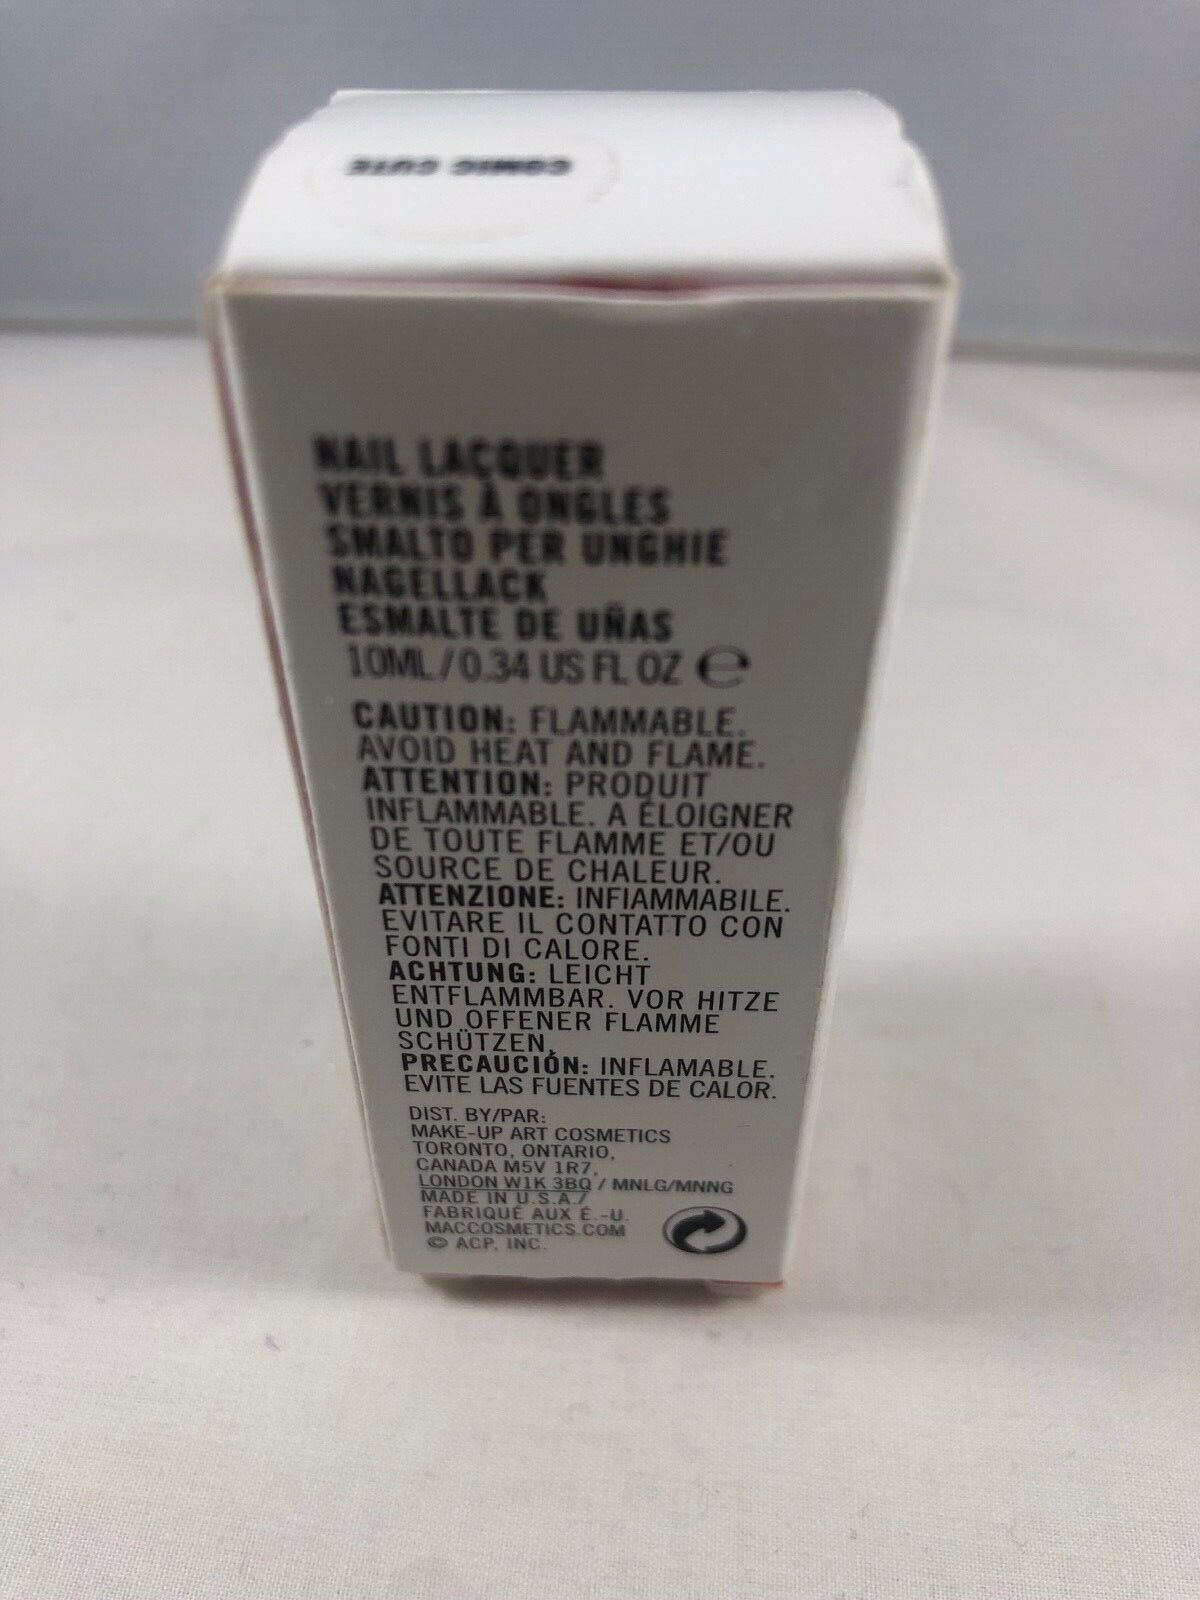 COMIC CUTE
NAIL LACQUER
VERNIS À ONGLES
SMALTO PER UNGHIE
NAGELLACK
ESMALTE DE UÑAS
10ML/0.34 US FL OZ ℮
CAUTION: FLAMMABLE.
AVOID HEAT AND FLAME.
ATTENTION: PRODUIT
INFLAMMABLE. A ÉLOIGNER
DE TOUTE FLAMME ET/OU
SOURCE DE CHALEUR.
ATTENZIONE: INFIAMMABILE.
EVITARE IL CONTATTO CON
FONTI DI CALORE.
ACHTUNG: LEICHT
ENTFLAMMBAR. VOR HITZE
UND OFFENER FLAMME
SCHÜTZEN.
PRECAUCIÓN: INFLAMABLE.
EVITE LAS FUENTES DE CALOR.
DIST. BY/PAR:
MAKE-UP ART COSMETICS
TORONTO, ONTARIO,
CANADA M5V 1R7,
LONDON W1K 3BQ / MNLG/MNNG
MADE IN U.S.A./
FABRIQUÉ AUX É.-U.
MACCOSMETICS.COM
© ACP, INC.